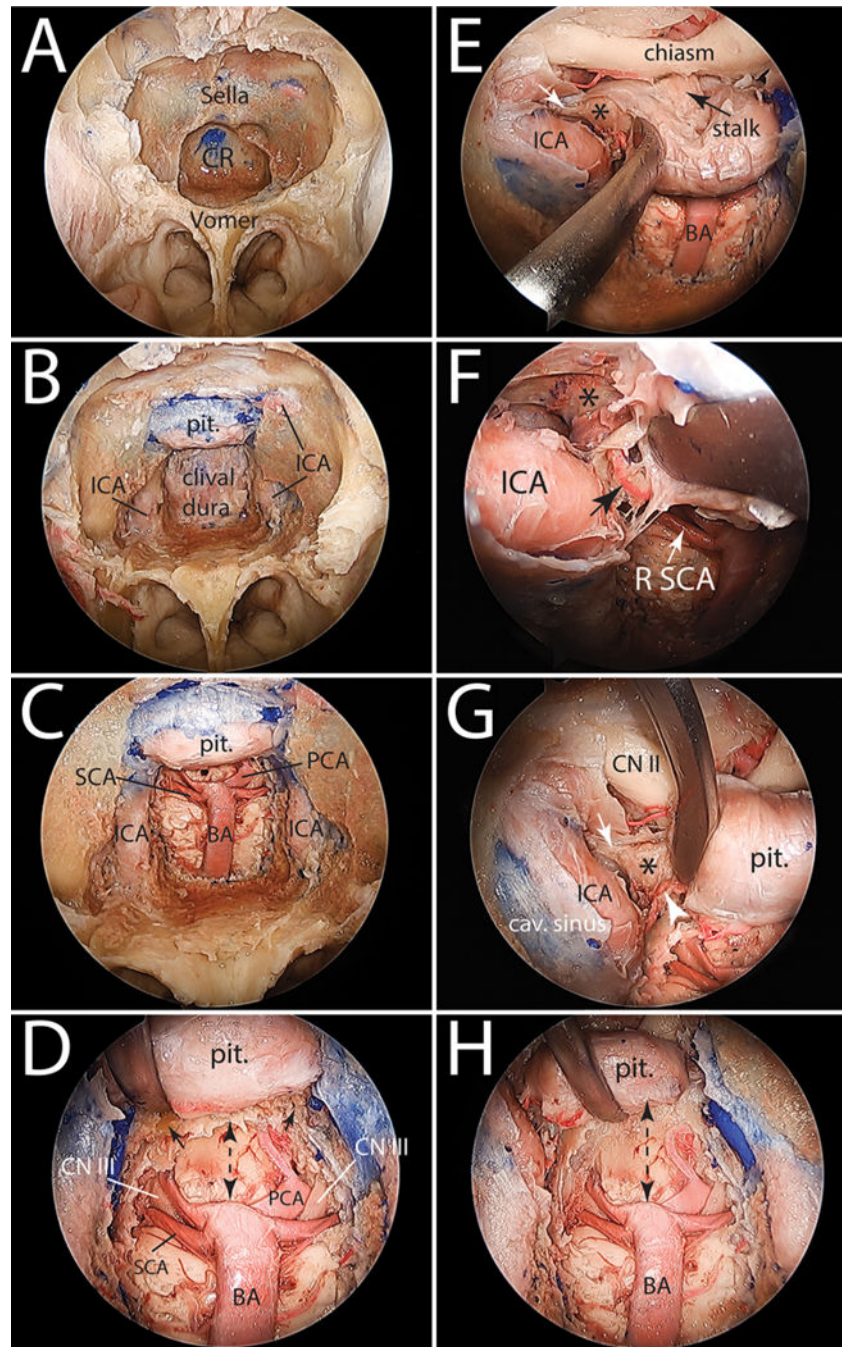 A
Sella
CR
Vomer
B
pit.
ICA
ICA
clival
dura
C
pit.
SCA
PCA
ICA
BA
ICA
D
pit.
CN III
CN III
PCA
SCA
BA
E
chiasm
*
ICA
stalk
BA
F
*
ICA
R SCA
G
CN II
*
pit.
ICA
cav. sinus
H
pit.
BA